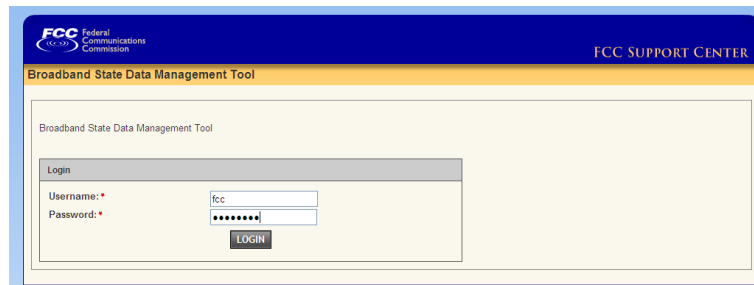 FCC Federal
Communications
Commission
FCC SUPPORT CENTER
Broadband State Data Management Tool
Broadband State Data Management Tool
Login
Username: * fcc
Password: * ••••••••
LOGIN